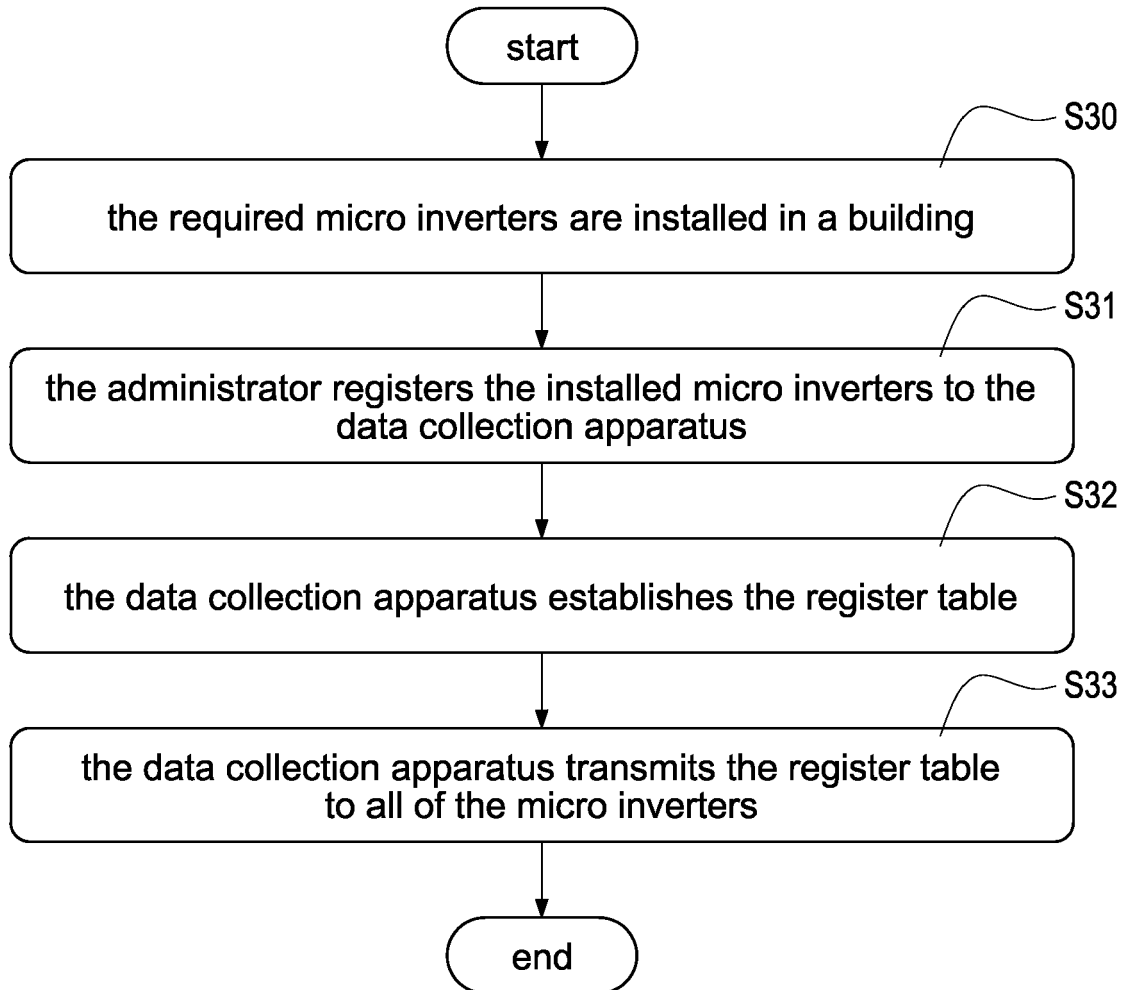 start
S30
the required micro inverters are installed in a building
S31
the administrator registers the installed micro inverters to the
data collection apparatus
S32
the data collection apparatus establishes the register table
S33
the data collection apparatus transmits the register table
to all of the micro inverters
end